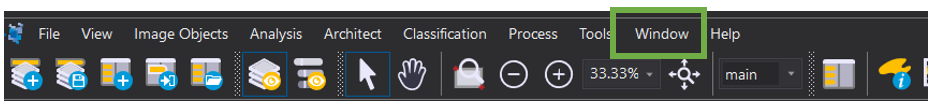 File View Image Objects Analysis Architect Classification Process Tools Window Help
33.33% main